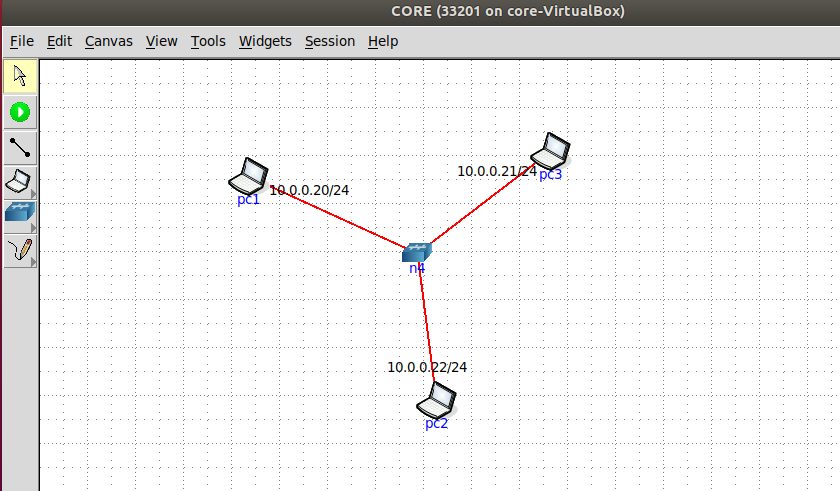 CORE (33201 on core-VirtualBox)
File Edit Canvas View Tools Widgets Session Help
10.0.0.21/24
pc3
10.0.0.20/24
pc1
n4
10.0.0.22/24
pc2